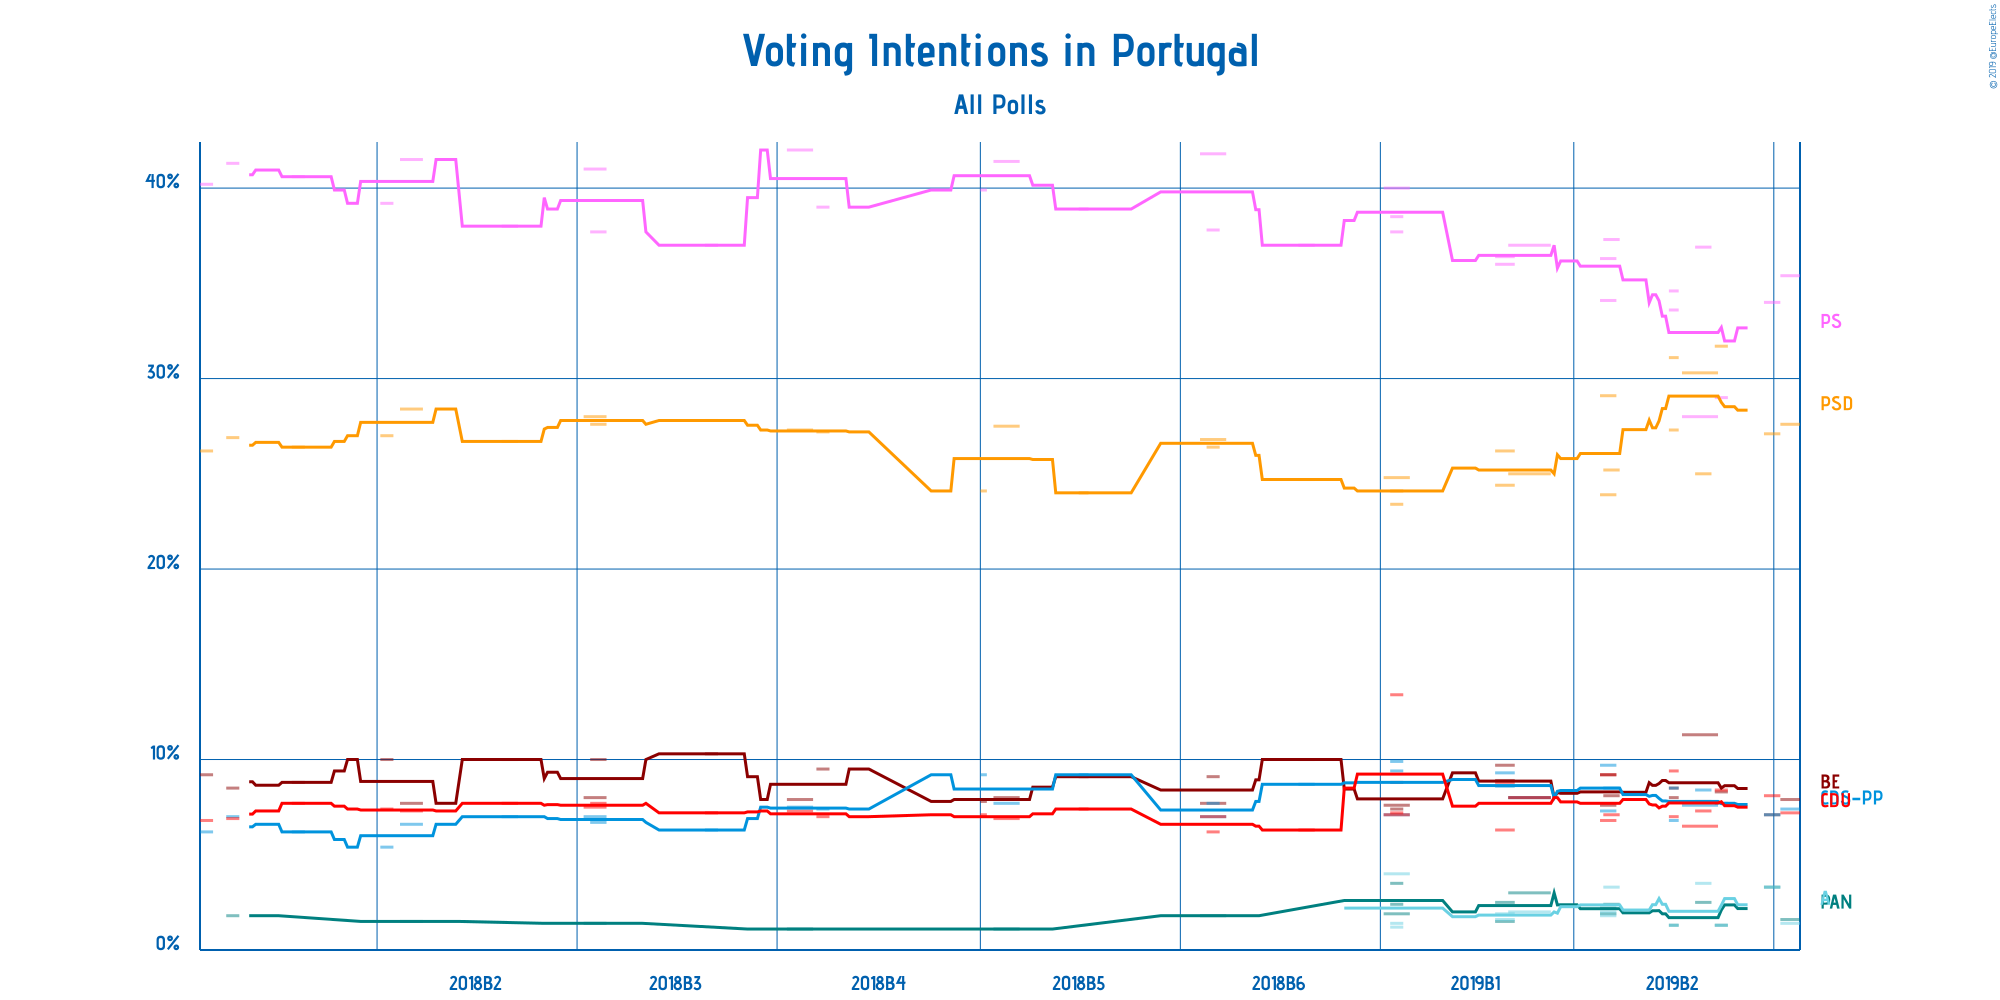 Voting Intentions in Portugal
All Polls
© 2019 @EuropeElects
40%
30%
20%
10%
0%
PS
PSD
BE
CDS-PP
CDU
A
PAN
2018B2 2018B3 2018B4 2018B5 2018B6 2019B1 2019B2